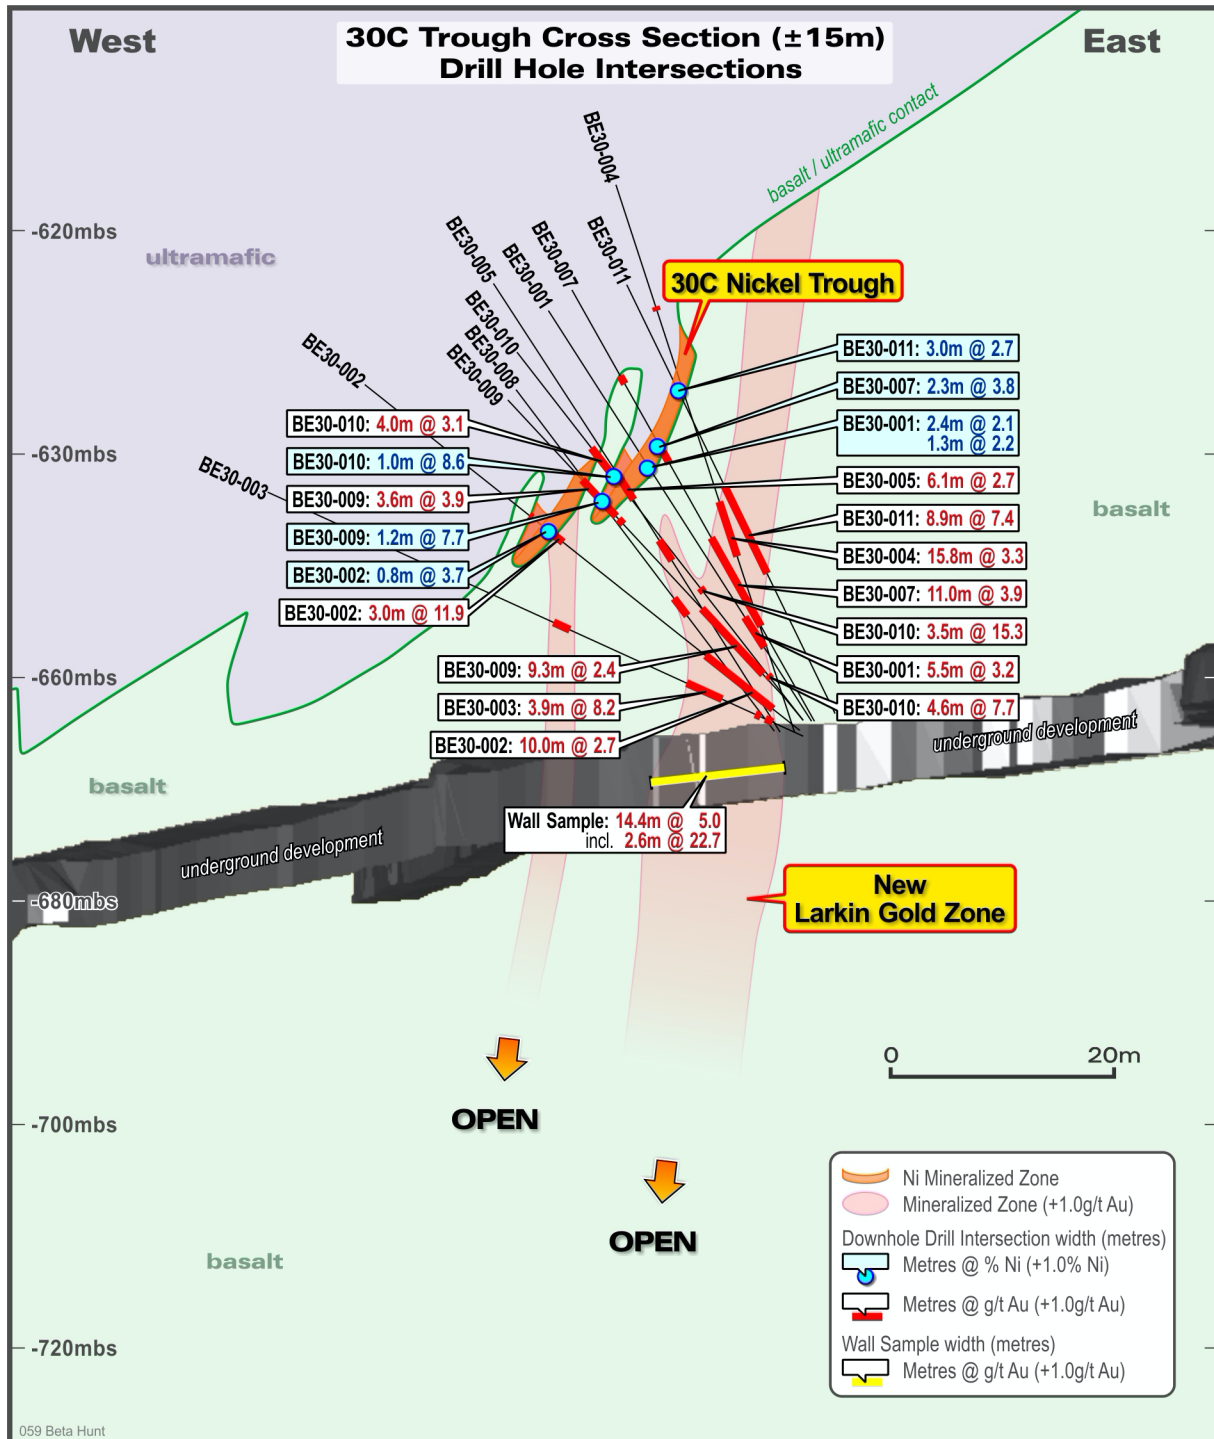 West
30C Trough Cross Section (±15m)
Drill Hole Intersections
East
basalt / ultramafic contact
BE30-004
BE30-011
BE30-007
BE30-001
BE30-005
BE30-010
BE30-008
BE30-009
BE30-002
BE30-003
-620mbs
ultramafic
30C Nickel Trough
BE30-011: 3.0m @ 2.7
BE30-007: 2.3m @ 3.8
BE30-001: 2.4m @ 2.1
1.3m @ 2.2
BE30-005: 6.1m @ 2.7
BE30-011: 8.9m @ 7.4
BE30-004: 15.8m @ 3.3
BE30-007: 11.0m @ 3.9
BE30-010: 3.5m @ 15.3
BE30-001: 5.5m @ 3.2
BE30-010: 4.6m @ 7.7
BE30-010: 4.0m @ 3.1
BE30-010: 1.0m @ 8.6
BE30-009: 3.6m @ 3.9
BE30-009: 1.2m @ 7.7
BE30-002: 0.8m @ 3.7
BE30-002: 3.0m @ 11.9
BE30-009: 9.3m @ 2.4
BE30-003: 3.9m @ 8.2
BE30-002: 10.0m @ 2.7
-630mbs
basalt
-660mbs
underground development
basalt
Wall Sample: 14.4m @ 5.0
incl. 2.6m @ 22.7
underground development
New
Larkin Gold Zone
-680mbs
OPEN
OPEN
0 20m
-700mbs
basalt
-720mbs
Ni Mineralized Zone
Mineralized Zone (+1.0g/t Au)
Downhole Drill Intersection width (metres)
Metres @ % Ni (+1.0% Ni)
Metres @ g/t Au (+1.0g/t Au)
Wall Sample width (metres)
Metres @ g/t Au (+1.0g/t Au)
059 Beta Hunt